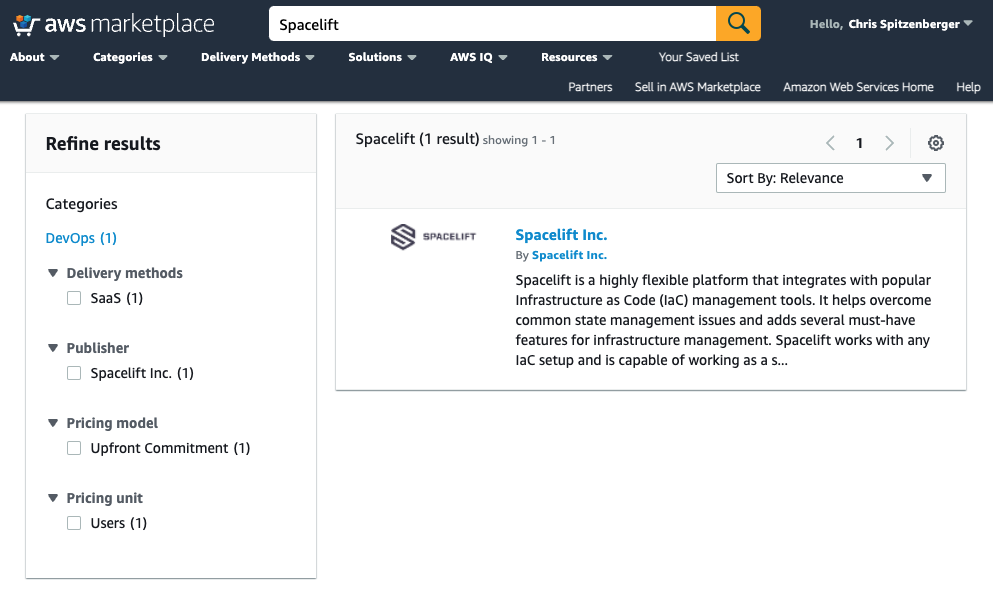 aws marketplace
Spacelift
Hello, Chris Spitzenberger
About
Categories
Delivery Methods
Solutions
AWS IQ
Resources
Your Saved List
Partners
Sell in AWS Marketplace
Amazon Web Services Home
Help
Refine results
Categories
DevOps (1)
Delivery methods
SaaS (1)
Publisher
Spacelift Inc. (1)
Pricing model
Upfront Commitment (1)
Pricing unit
Users (1)
Spacelift (1 result) showing 1 - 1
1
Sort By: Relevance
SPACELIFT
Spacelift Inc.
By Spacelift Inc.
Spacelift is a highly flexible platform that integrates with popular
Infrastructure as Code (IaC) management tools. It helps overcome
common state management issues and adds several must-have
features for infrastructure management. Spacelift works with any
IaC setup and is capable of working as a s...